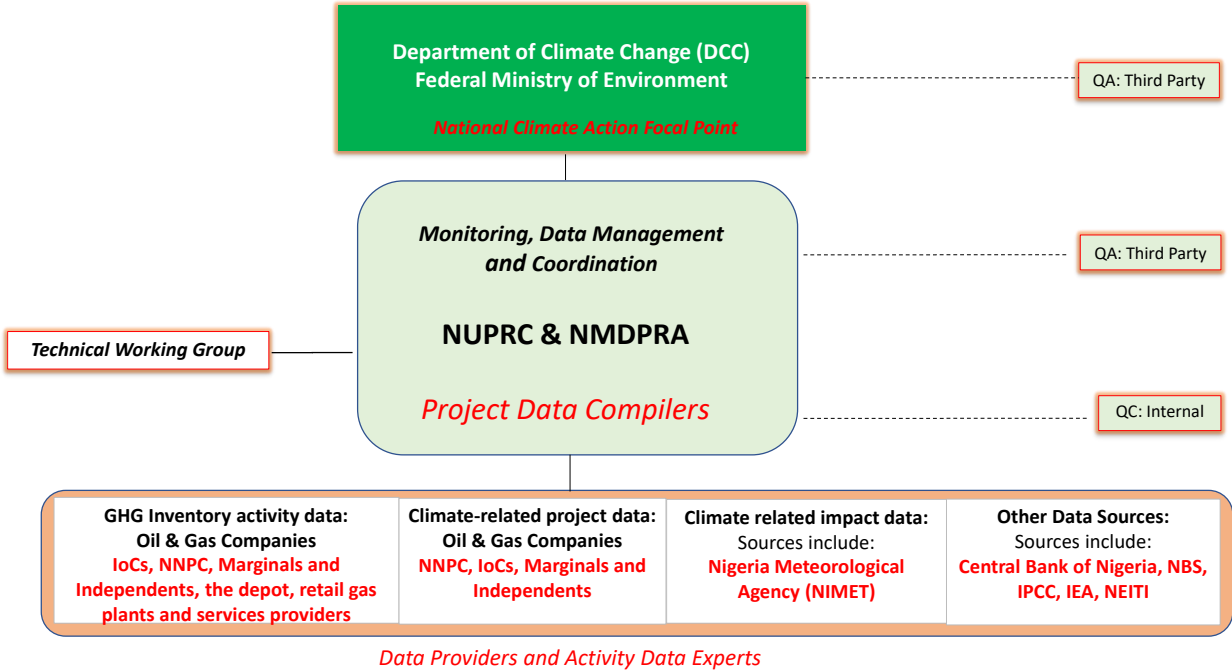 Department of Climate Change (DCC)
Federal Ministry of Environment
National Climate Action Focal Point
QA: Third Party
Monitoring, Data Management
and Coordination
NUPRC & NMDPRA
Project Data Compilers
QA: Third Party
Technical Working Group
QC: Internal
GHG Inventory activity data:
Oil & Gas Companies
IoCs, NNPC, Marginals and
Independents, the depot, retail gas
plants and services providers
Climate-related project data:
Oil & Gas Companies
NNPC, IoCs, Marginals and
Independents
Climate related impact data:
Sources include:
Nigeria Meteorological
Agency (NIMET)
Other Data Sources:
Sources include:
Central Bank of Nigeria, NBS,
IPCC, IEA, NEITI
Data Providers and Activity Data Experts